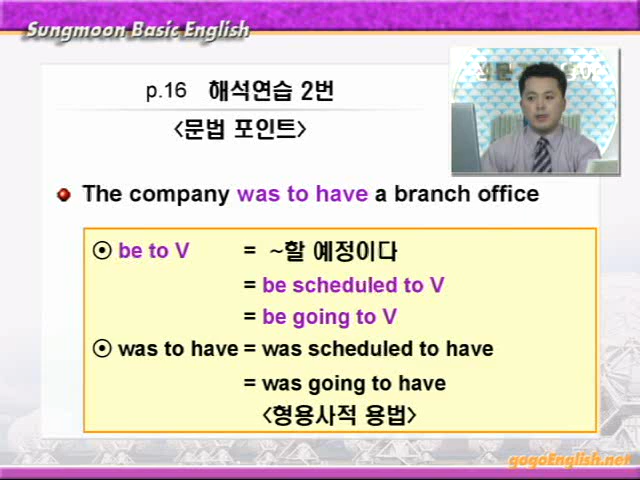 Sungmoon Basic English
p.16 해석연습 2번
<문법 포인트>
The company was to have a branch office
be to V = ~할 예정이다
= be scheduled to V
= be going to V
was to have = was scheduled to have
= was going to have
<형용사적 용법>
gogoEnglish.net